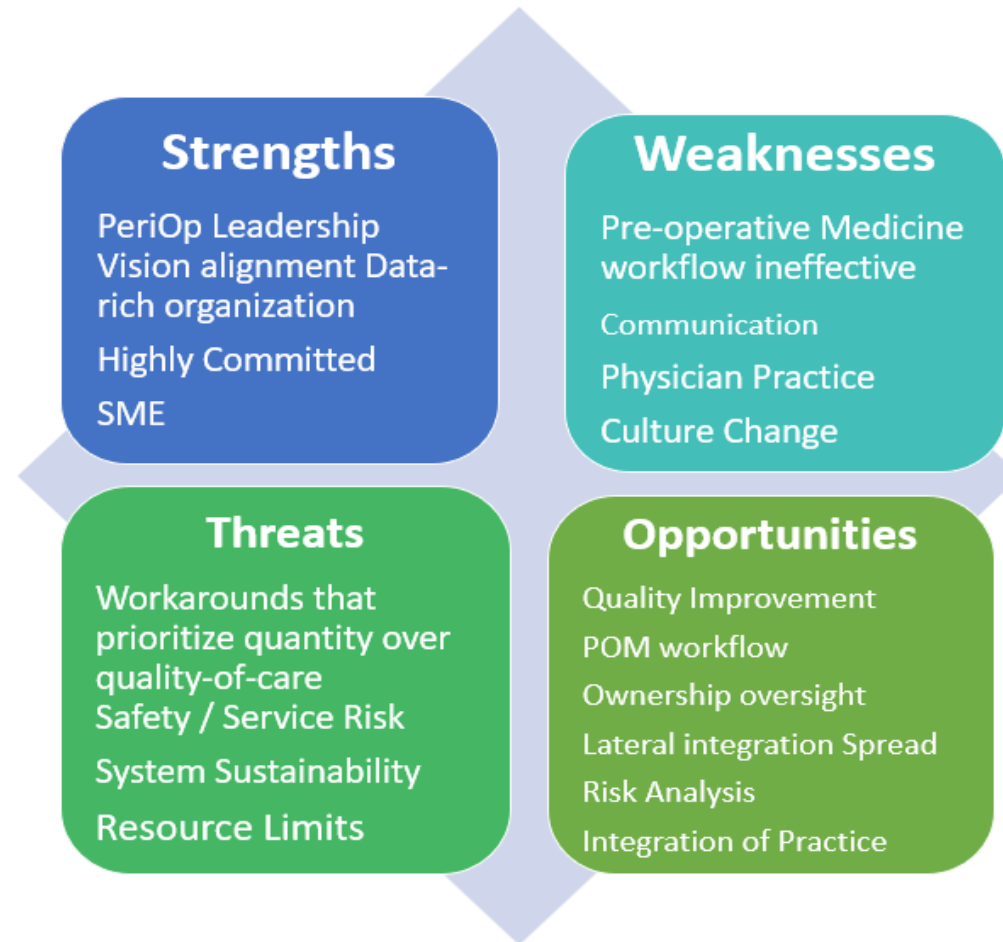 Strengths
PeriOp Leadership
Vision alignment Data-
rich organization
Highly Committed
SME
Weaknesses
Pre-operative Medicine
workflow ineffective
Communication
Physician Practice
Culture Change
Threats
Workarounds that
prioritize quantity over
quality-of-care
Safety / Service Risk
System Sustainability
Resource Limits
Opportunities
Quality Improvement
POM workflow
Ownership oversight
Lateral integration Spread
Risk Analysis
Integration of Practice